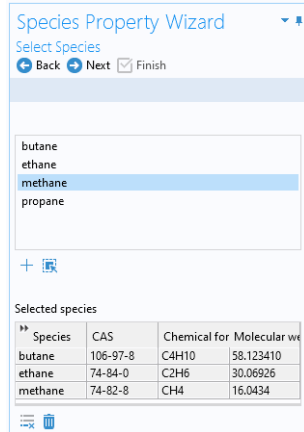 Species Property Wizard
Select Species
Back Next Finish
butane
ethane
methane
propane
Selected species
Species CAS Chemical for Molecular we
butane 106-97-8 C4H10 58.123410
ethane 74-84-0 C2H6 30.06926
methane 74-82-8 CH4 16.0434